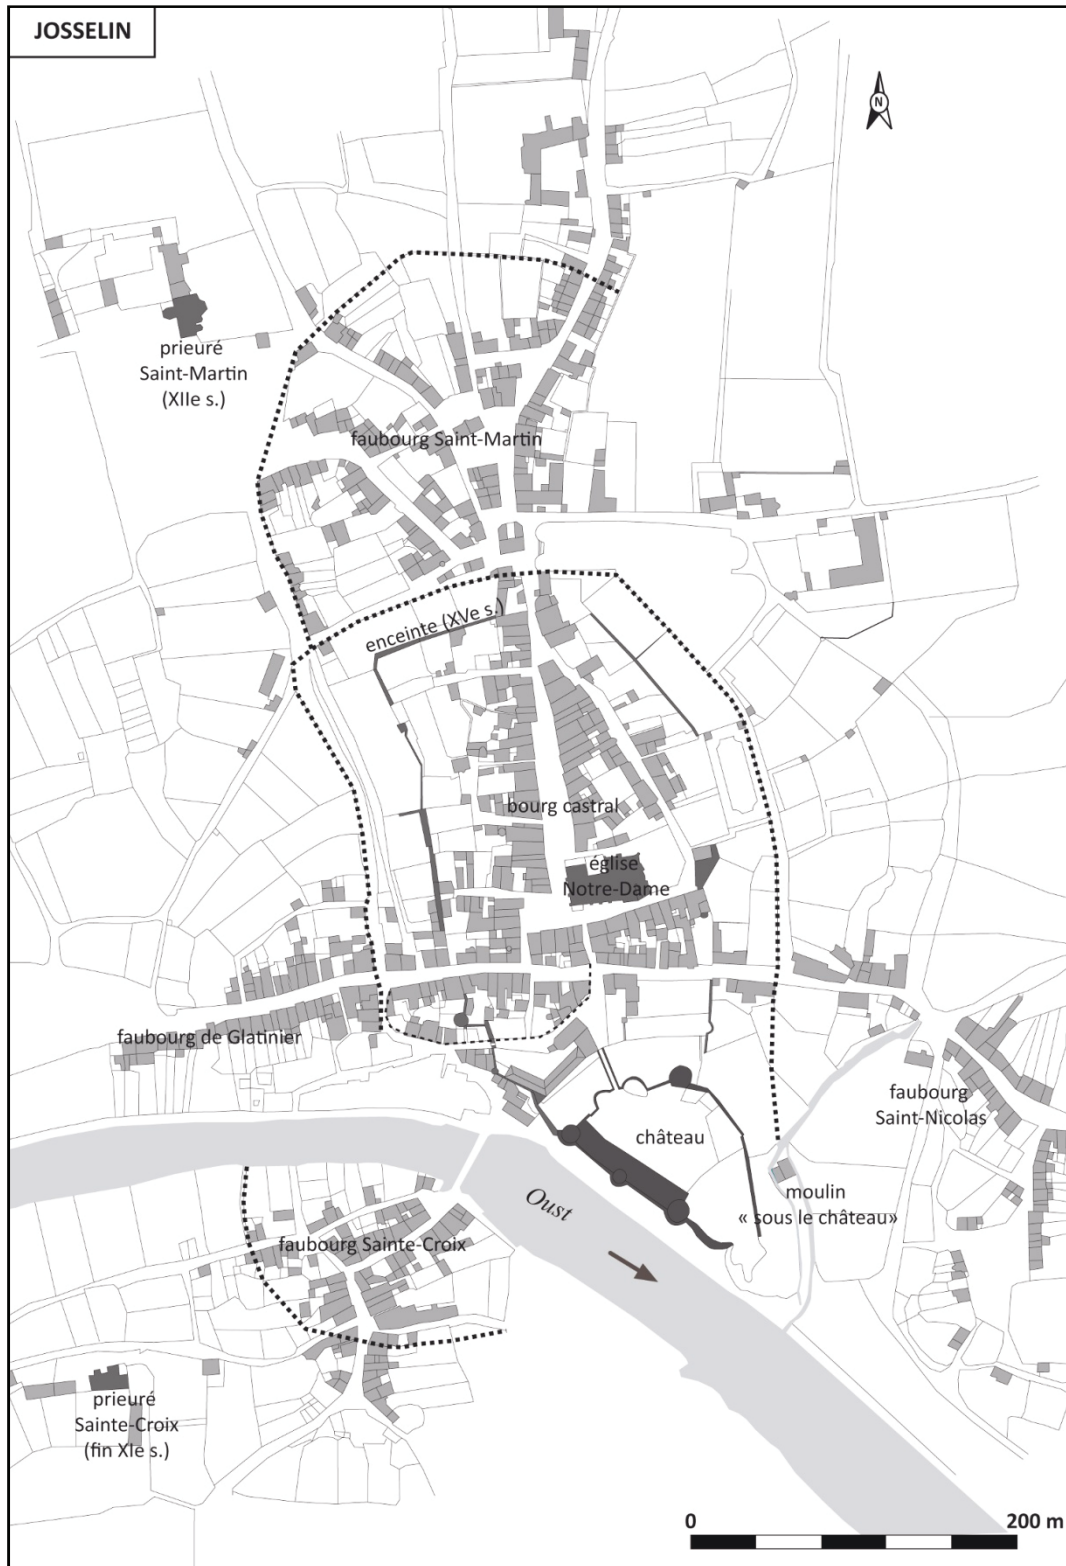 JOSSELIN
N
prieuré
Saint-Martin
(XIIe s.)
faubourg Saint-Martin
enceinte (XVe s.)
bourg castral
église
Notre-Dame
faubourg de Glatinier
faubourg
Saint-Nicolas
château
moulin
« sous le château»
Oust
faubourg Sainte-Croix
prieuré
Sainte-Croix
(fin XIe s.)
0 200 m